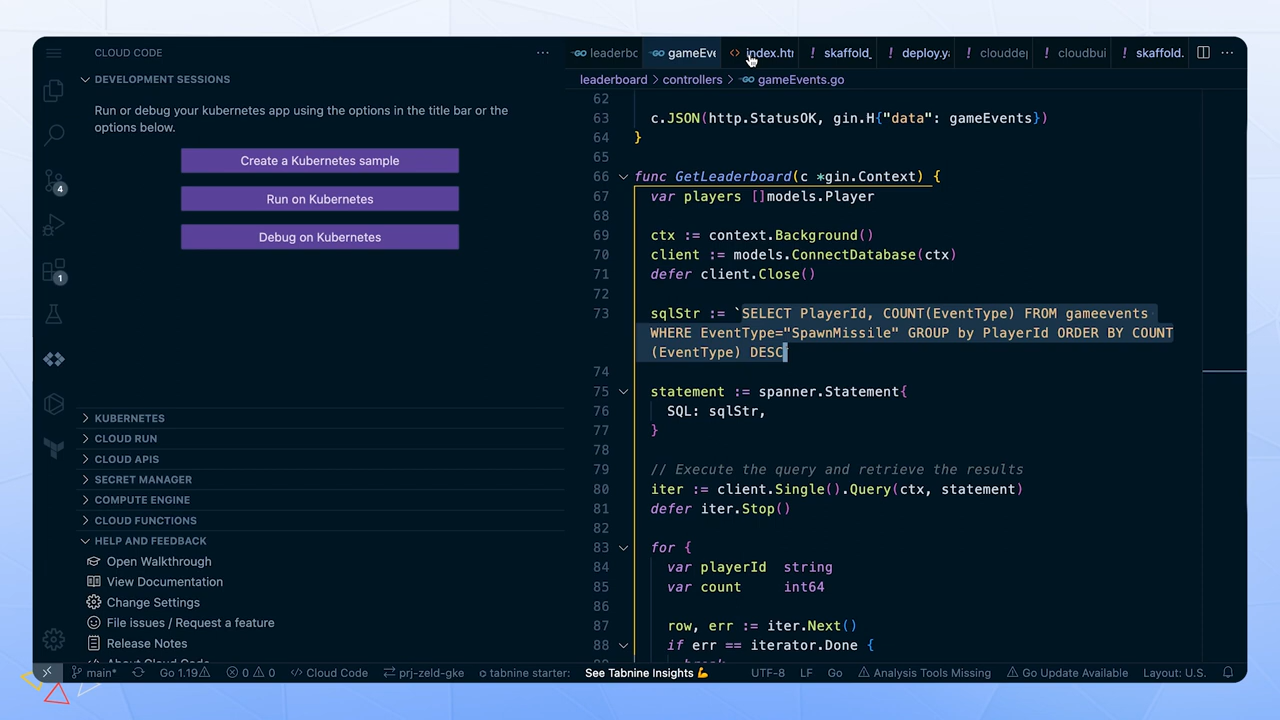 CLOUD CODE
···
DEVELOPMENT SESSIONS
Run or debug your kubernetes app using the options in the title bar or the
options below.
Create a Kubernetes sample
Run on Kubernetes
Debug on Kubernetes
4
1
KUBERNETES
CLOUD RUN
CLOUD APIS
SECRET MANAGER
COMPUTE ENGINE
CLOUD FUNCTIONS
HELP AND FEEDBACK
Open Walkthrough
View Documentation
Change Settings
File issues / Request a feature
Release Notes
leaderbo gameEve index.htm ! skaffold. ! deploy.ya ! cloudde ! cloudbui ! skaffold. ···
leaderboard > controllers > gameEvents.go
62
63 c.JSON(http.StatusOK, gin.H{"data": gameEvents})
64 }
65
66 func GetLeaderboard(c *gin.Context) {
67 var players []models.Player
68
69 ctx := context.Background()
70 client := models.ConnectDatabase(ctx)
71 defer client.Close()
72
73 sqlStr := `SELECT PlayerId, COUNT(EventType) FROM gameevents
WHERE EventType="SpawnMissile" GROUP by PlayerId ORDER BY COUNT
(EventType) DESC`
74
75 statement := spanner.Statement{
76 SQL: sqlStr,
77 }
78
79 // Execute the query and retrieve the results
80 iter := client.Single().Query(ctx, statement)
81 defer iter.Stop()
82
83 for {
84 var playerId string
85 var count int64
86
87 row, err := iter.Next()
88 if err == iterator.Done {
main* Go 1.19 0 0 Cloud Code prj-zeld-gke tabnine starter: See Tabnine Insights 💪 UTF-8 LF Go Analysis Tools Missing Go Update Available Layout: U.S.